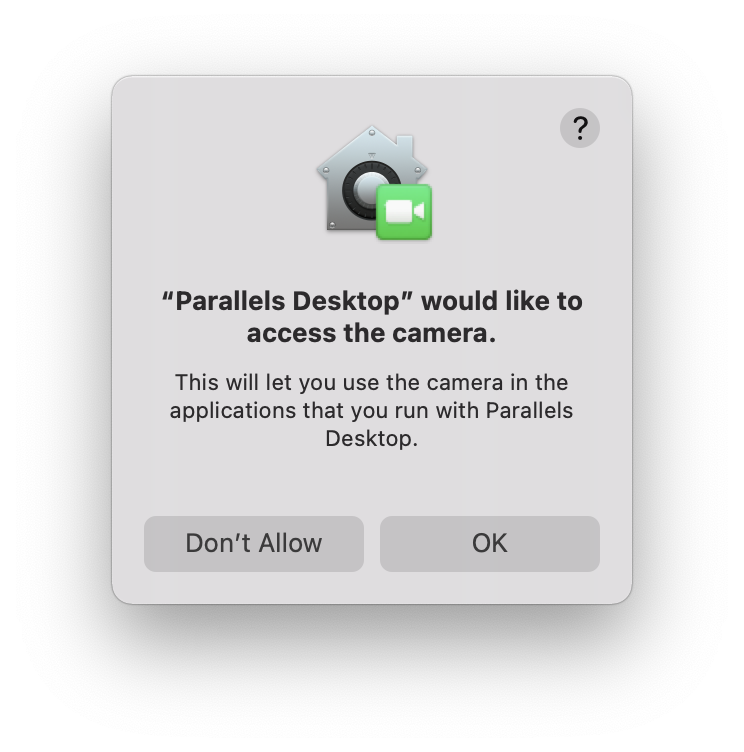 ?
“Parallels Desktop” would like to
access the camera.
This will let you use the camera in the
applications that you run with Parallels
Desktop.
Don’t Allow
OK